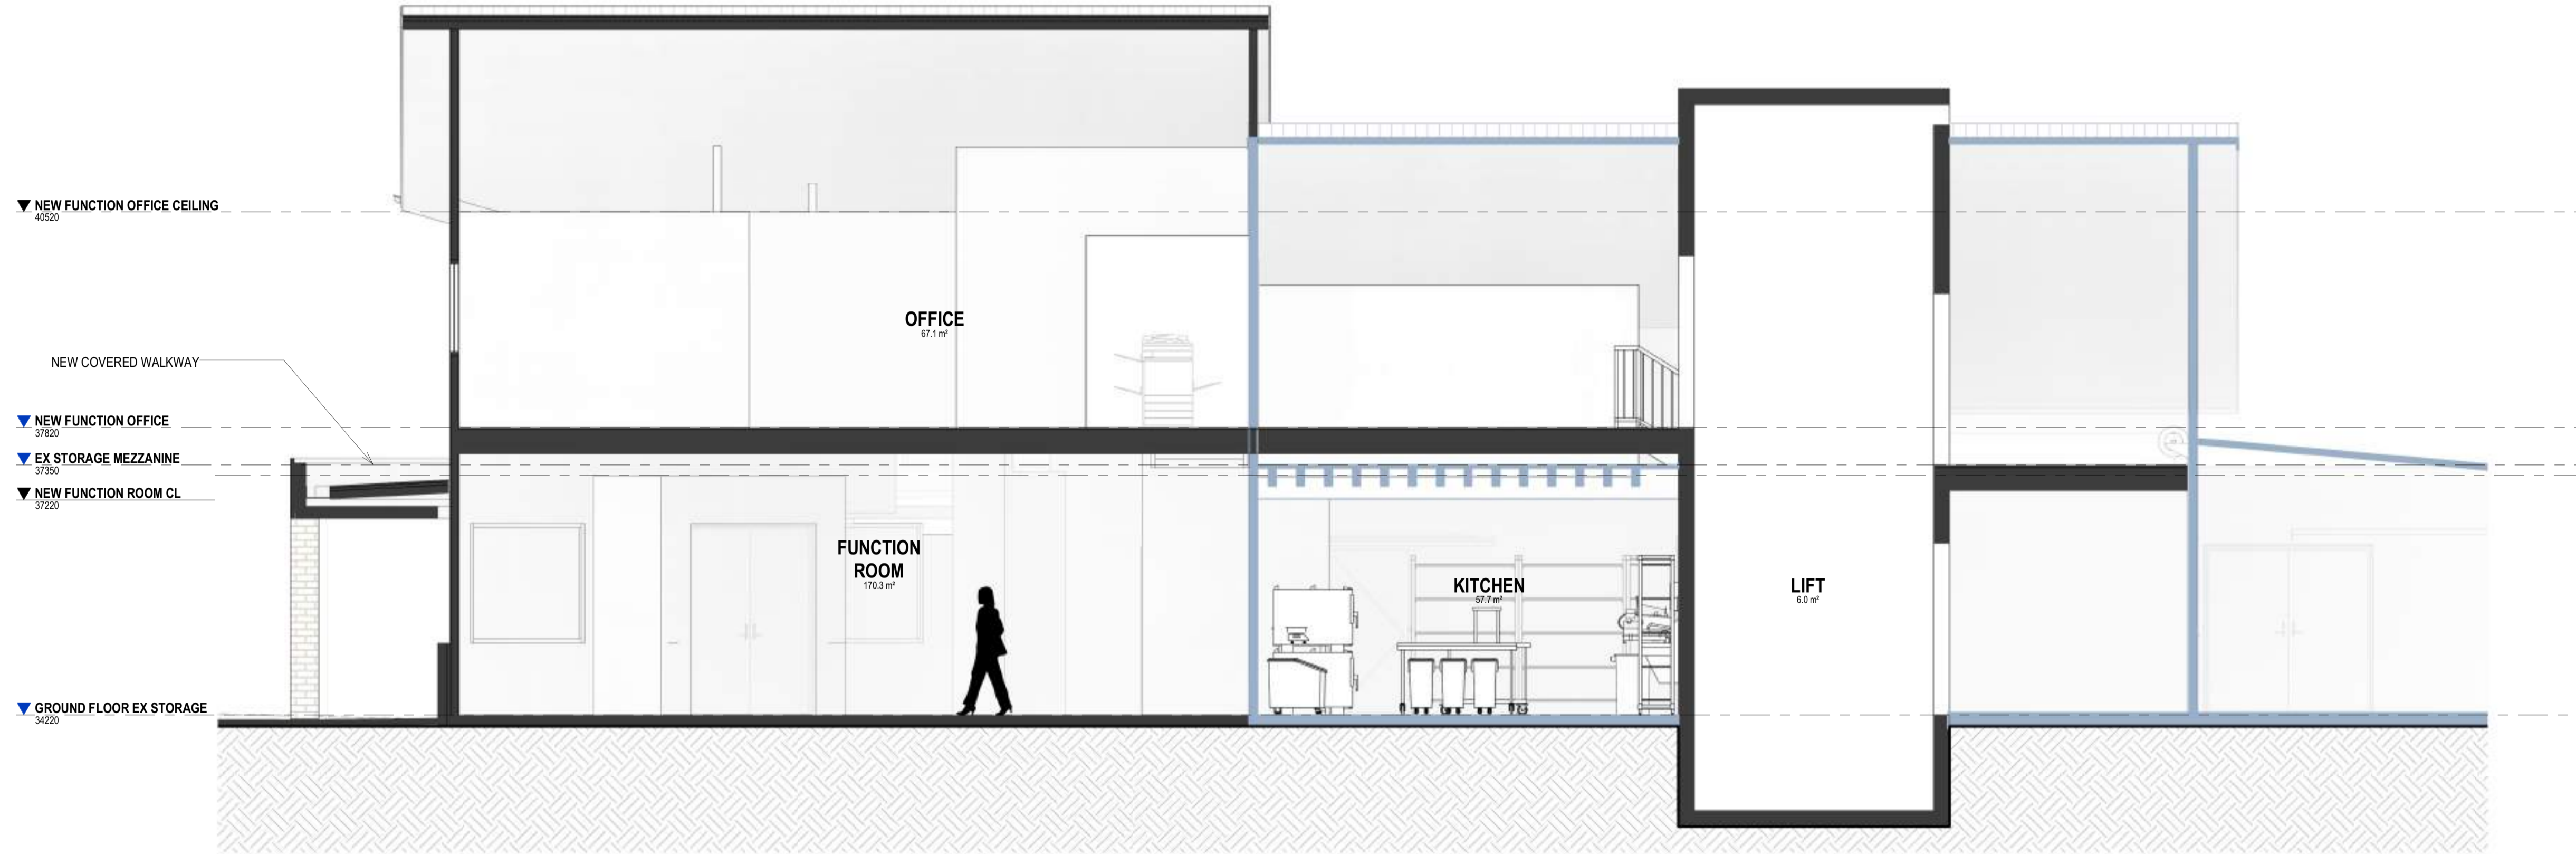 NEW FUNCTION OFFICE CEILING
40520
OFFICE
67.1 m²
NEW COVERED WALKWAY
NEW FUNCTION OFFICE
37820
EX STORAGE MEZZANINE
37350
NEW FUNCTION ROOM CL
37220
FUNCTION
ROOM
170.3 m²
KITCHEN
57.7 m²
LIFT
6.0 m²
GROUND FLOOR EX STORAGE
34220